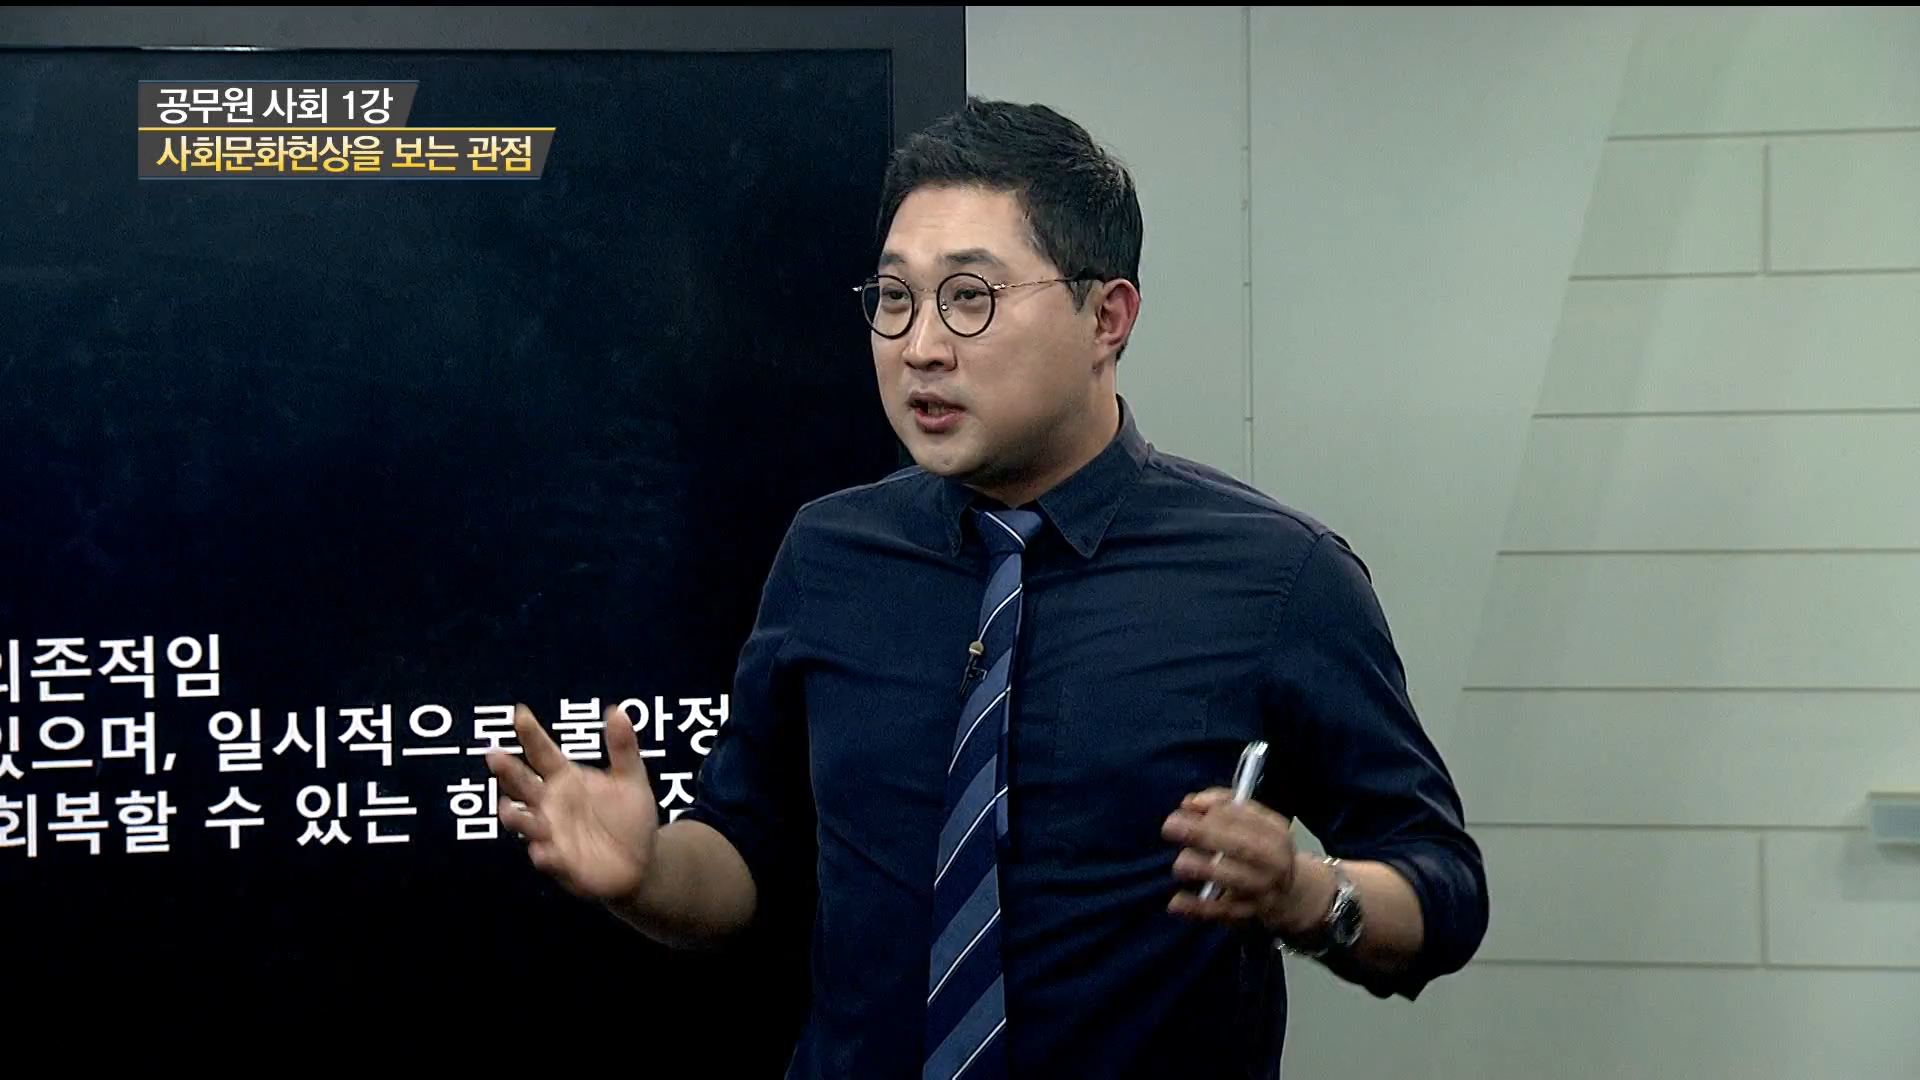 공무원 사회 1강
사회문화현상을 보는 관점
의존적임
있으며, 일시적으로 불안정
회복할 수 있는 힘